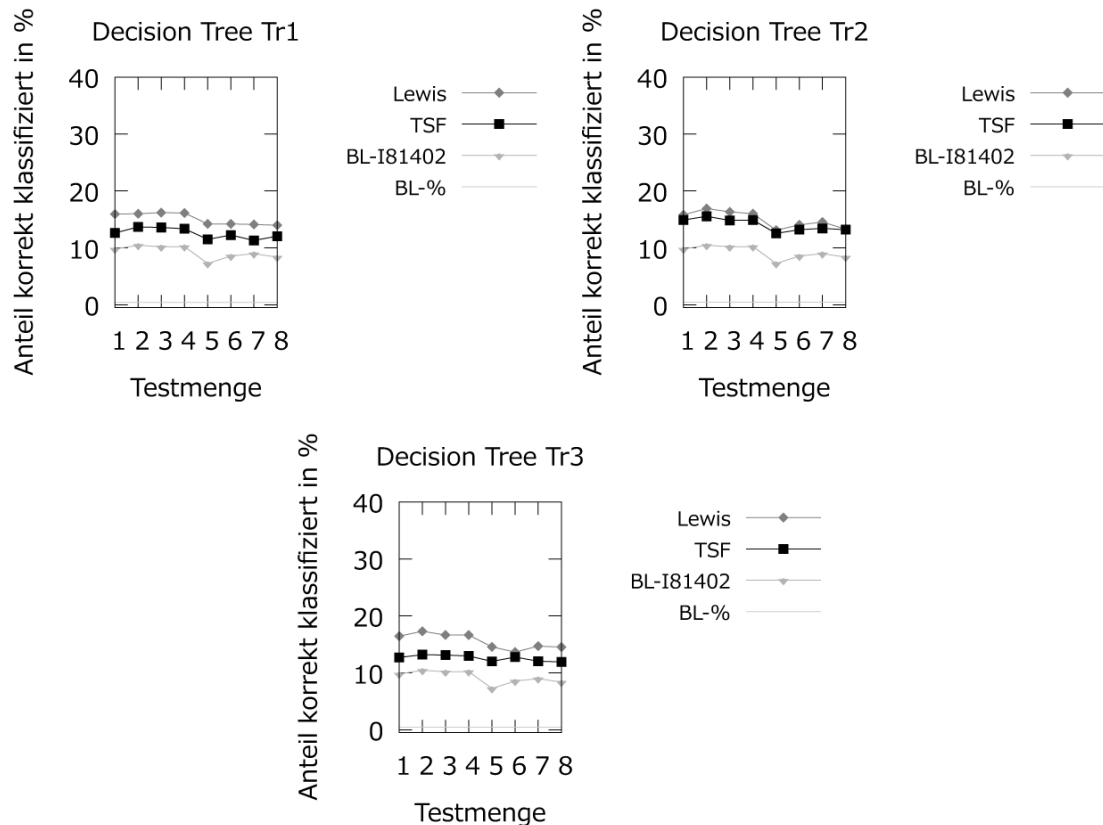 Decision Tree Tr1
Anteil korrekt klassifiziert in %
40
30
20
10
0
1 2 3 4 5 6 7 8
Testmenge
Lewis
TSF
BL-I81402
BL-%
Decision Tree Tr2
Anteil korrekt klassifiziert in %
40
30
20
10
0
1 2 3 4 5 6 7 8
Testmenge
Lewis
TSF
BL-I81402
BL-%
Decision Tree Tr3
Anteil korrekt klassifiziert in %
40
30
20
10
0
1 2 3 4 5 6 7 8
Testmenge
Lewis
TSF
BL-I81402
BL-%